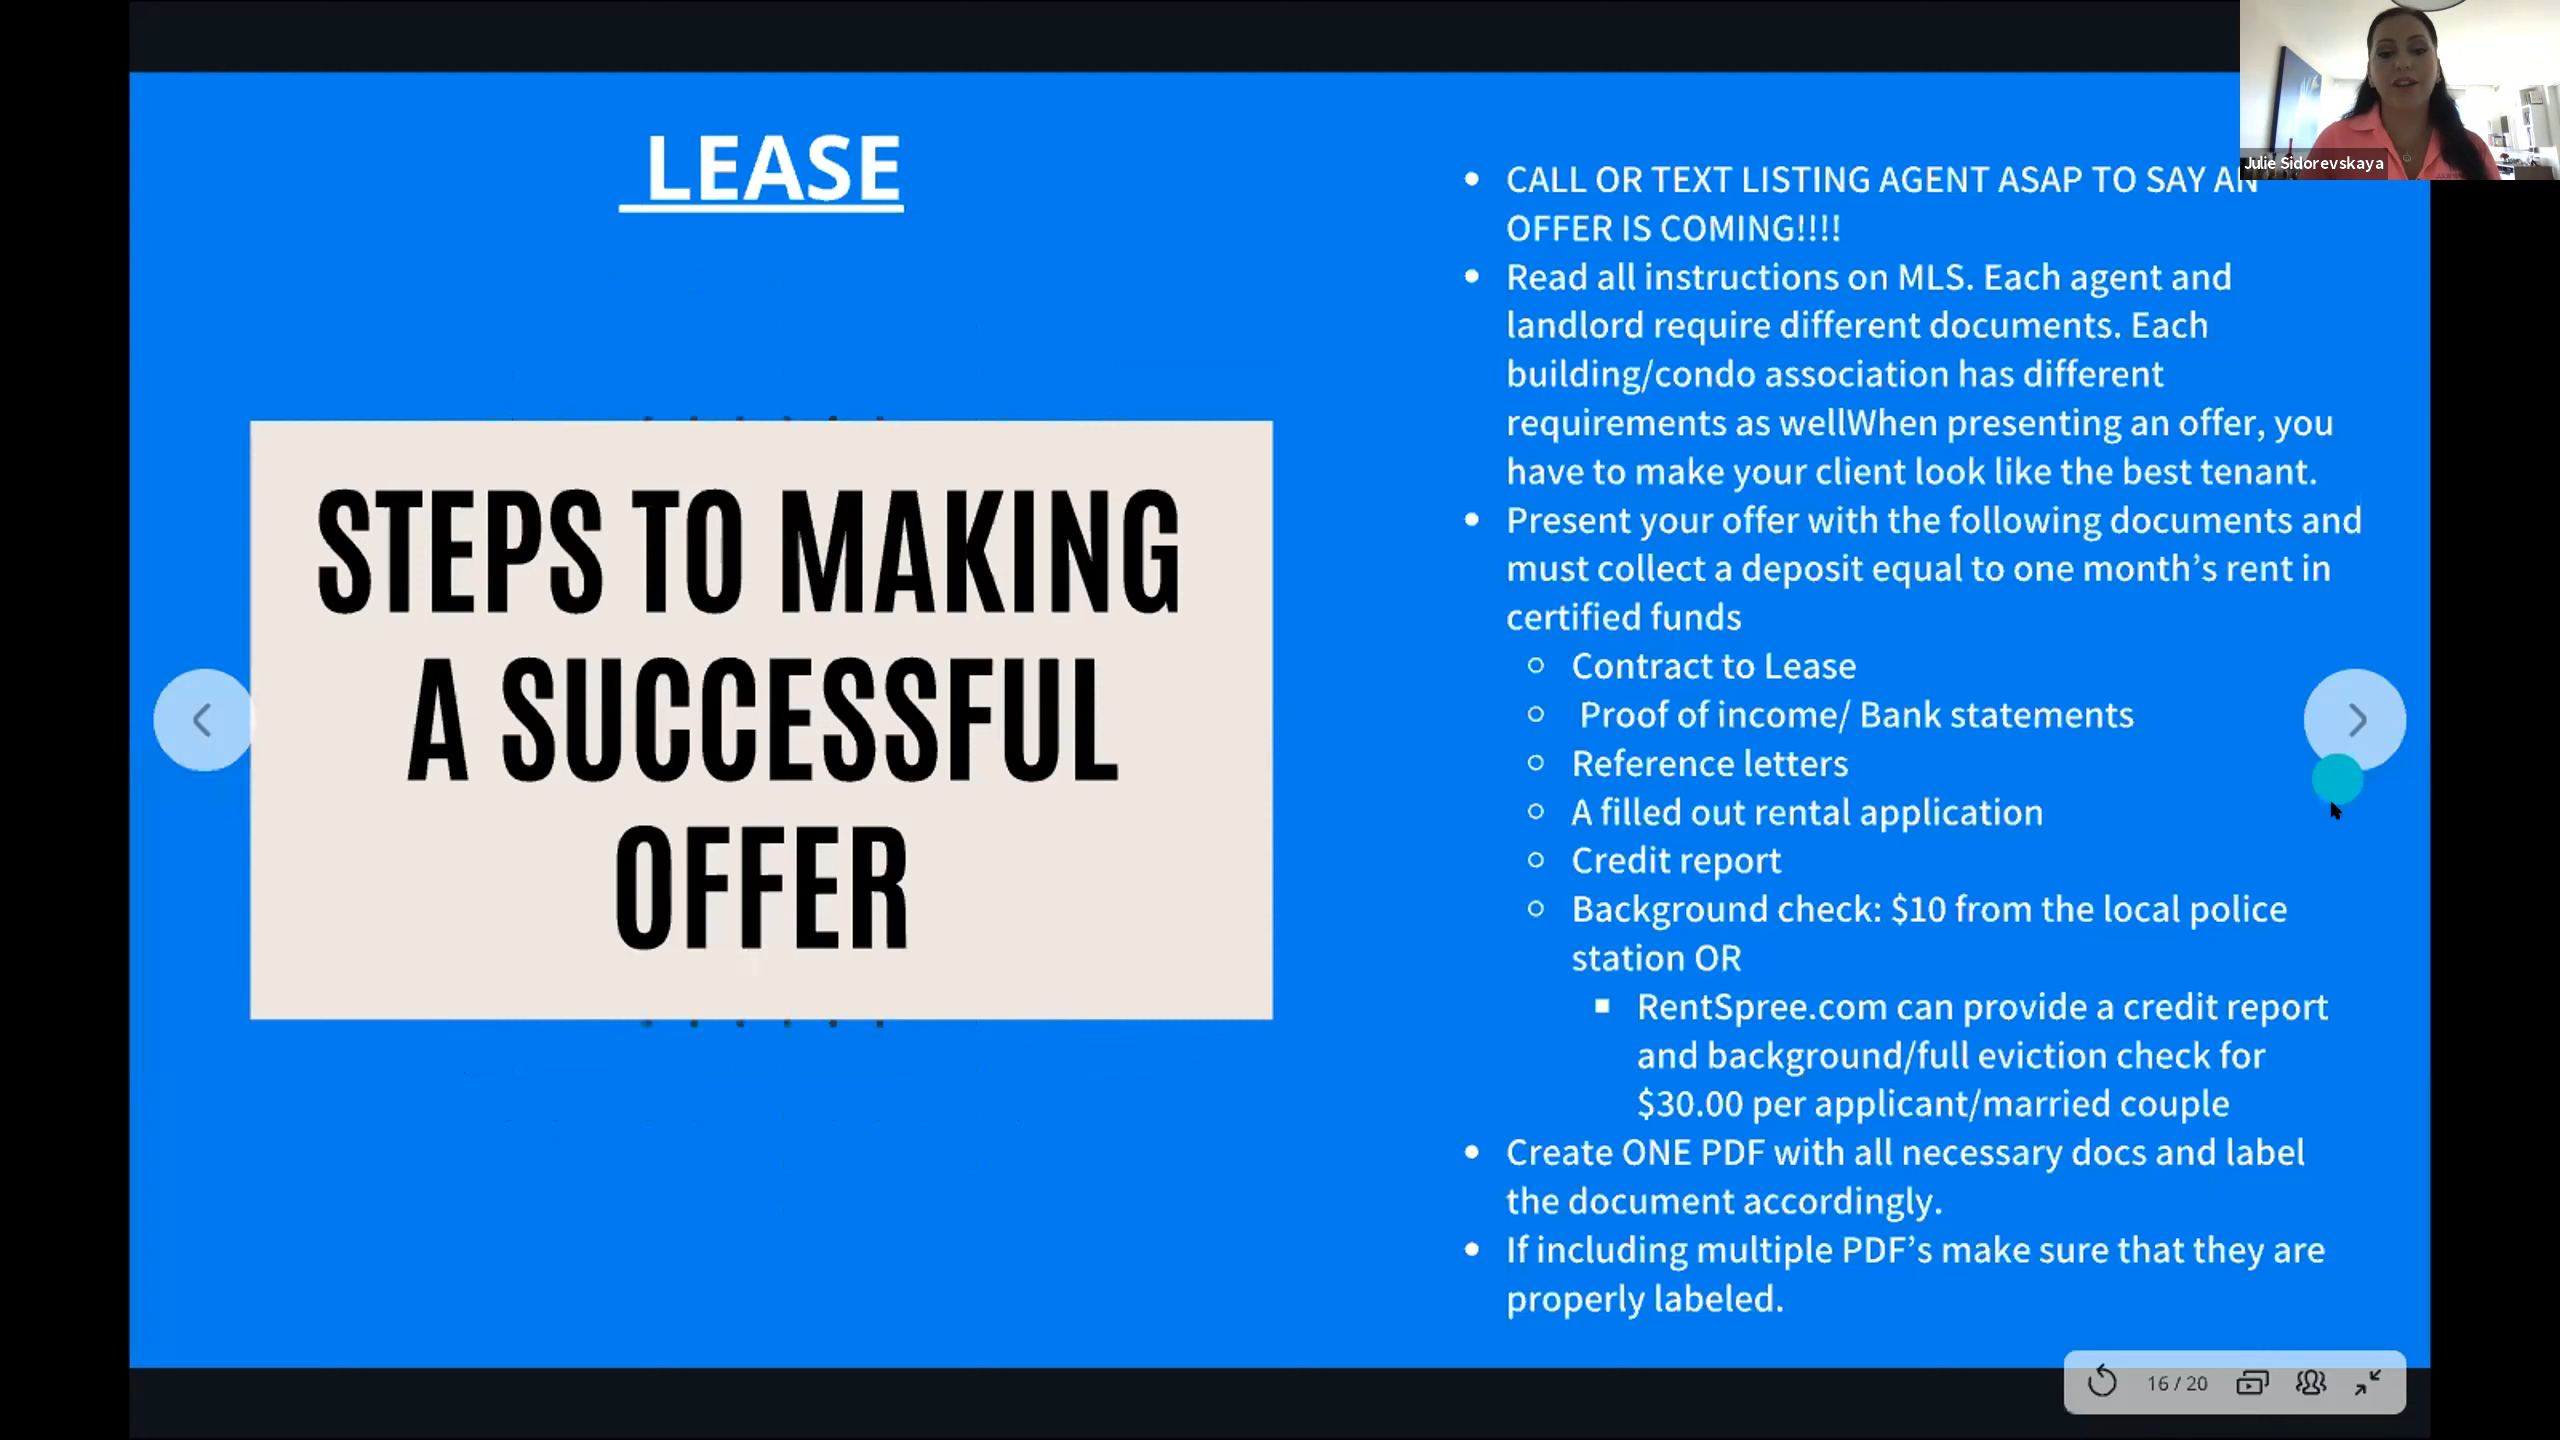 LEASE
STEPS TO MAKING
A SUCCESSFUL
OFFER
Julie Sidorevskaya
CALL OR TEXT LISTING AGENT ASAP TO SAY AN
OFFER IS COMING!!!!
Read all instructions on MLS. Each agent and
landlord require different documents. Each
building/condo association has different
requirements as wellWhen presenting an offer, you
have to make your client look like the best tenant.
Present your offer with the following documents and
must collect a deposit equal to one month’s rent in
certified funds
Contract to Lease
Proof of income/ Bank statements
Reference letters
A filled out rental application
Credit report
Background check: $10 from the local police
station OR
RentSpree.com can provide a credit report
and background/full eviction check for
$30.00 per applicant/married couple
Create ONE PDF with all necessary docs and label
the document accordingly.
If including multiple PDF’s make sure that they are
properly labeled.
16 / 20